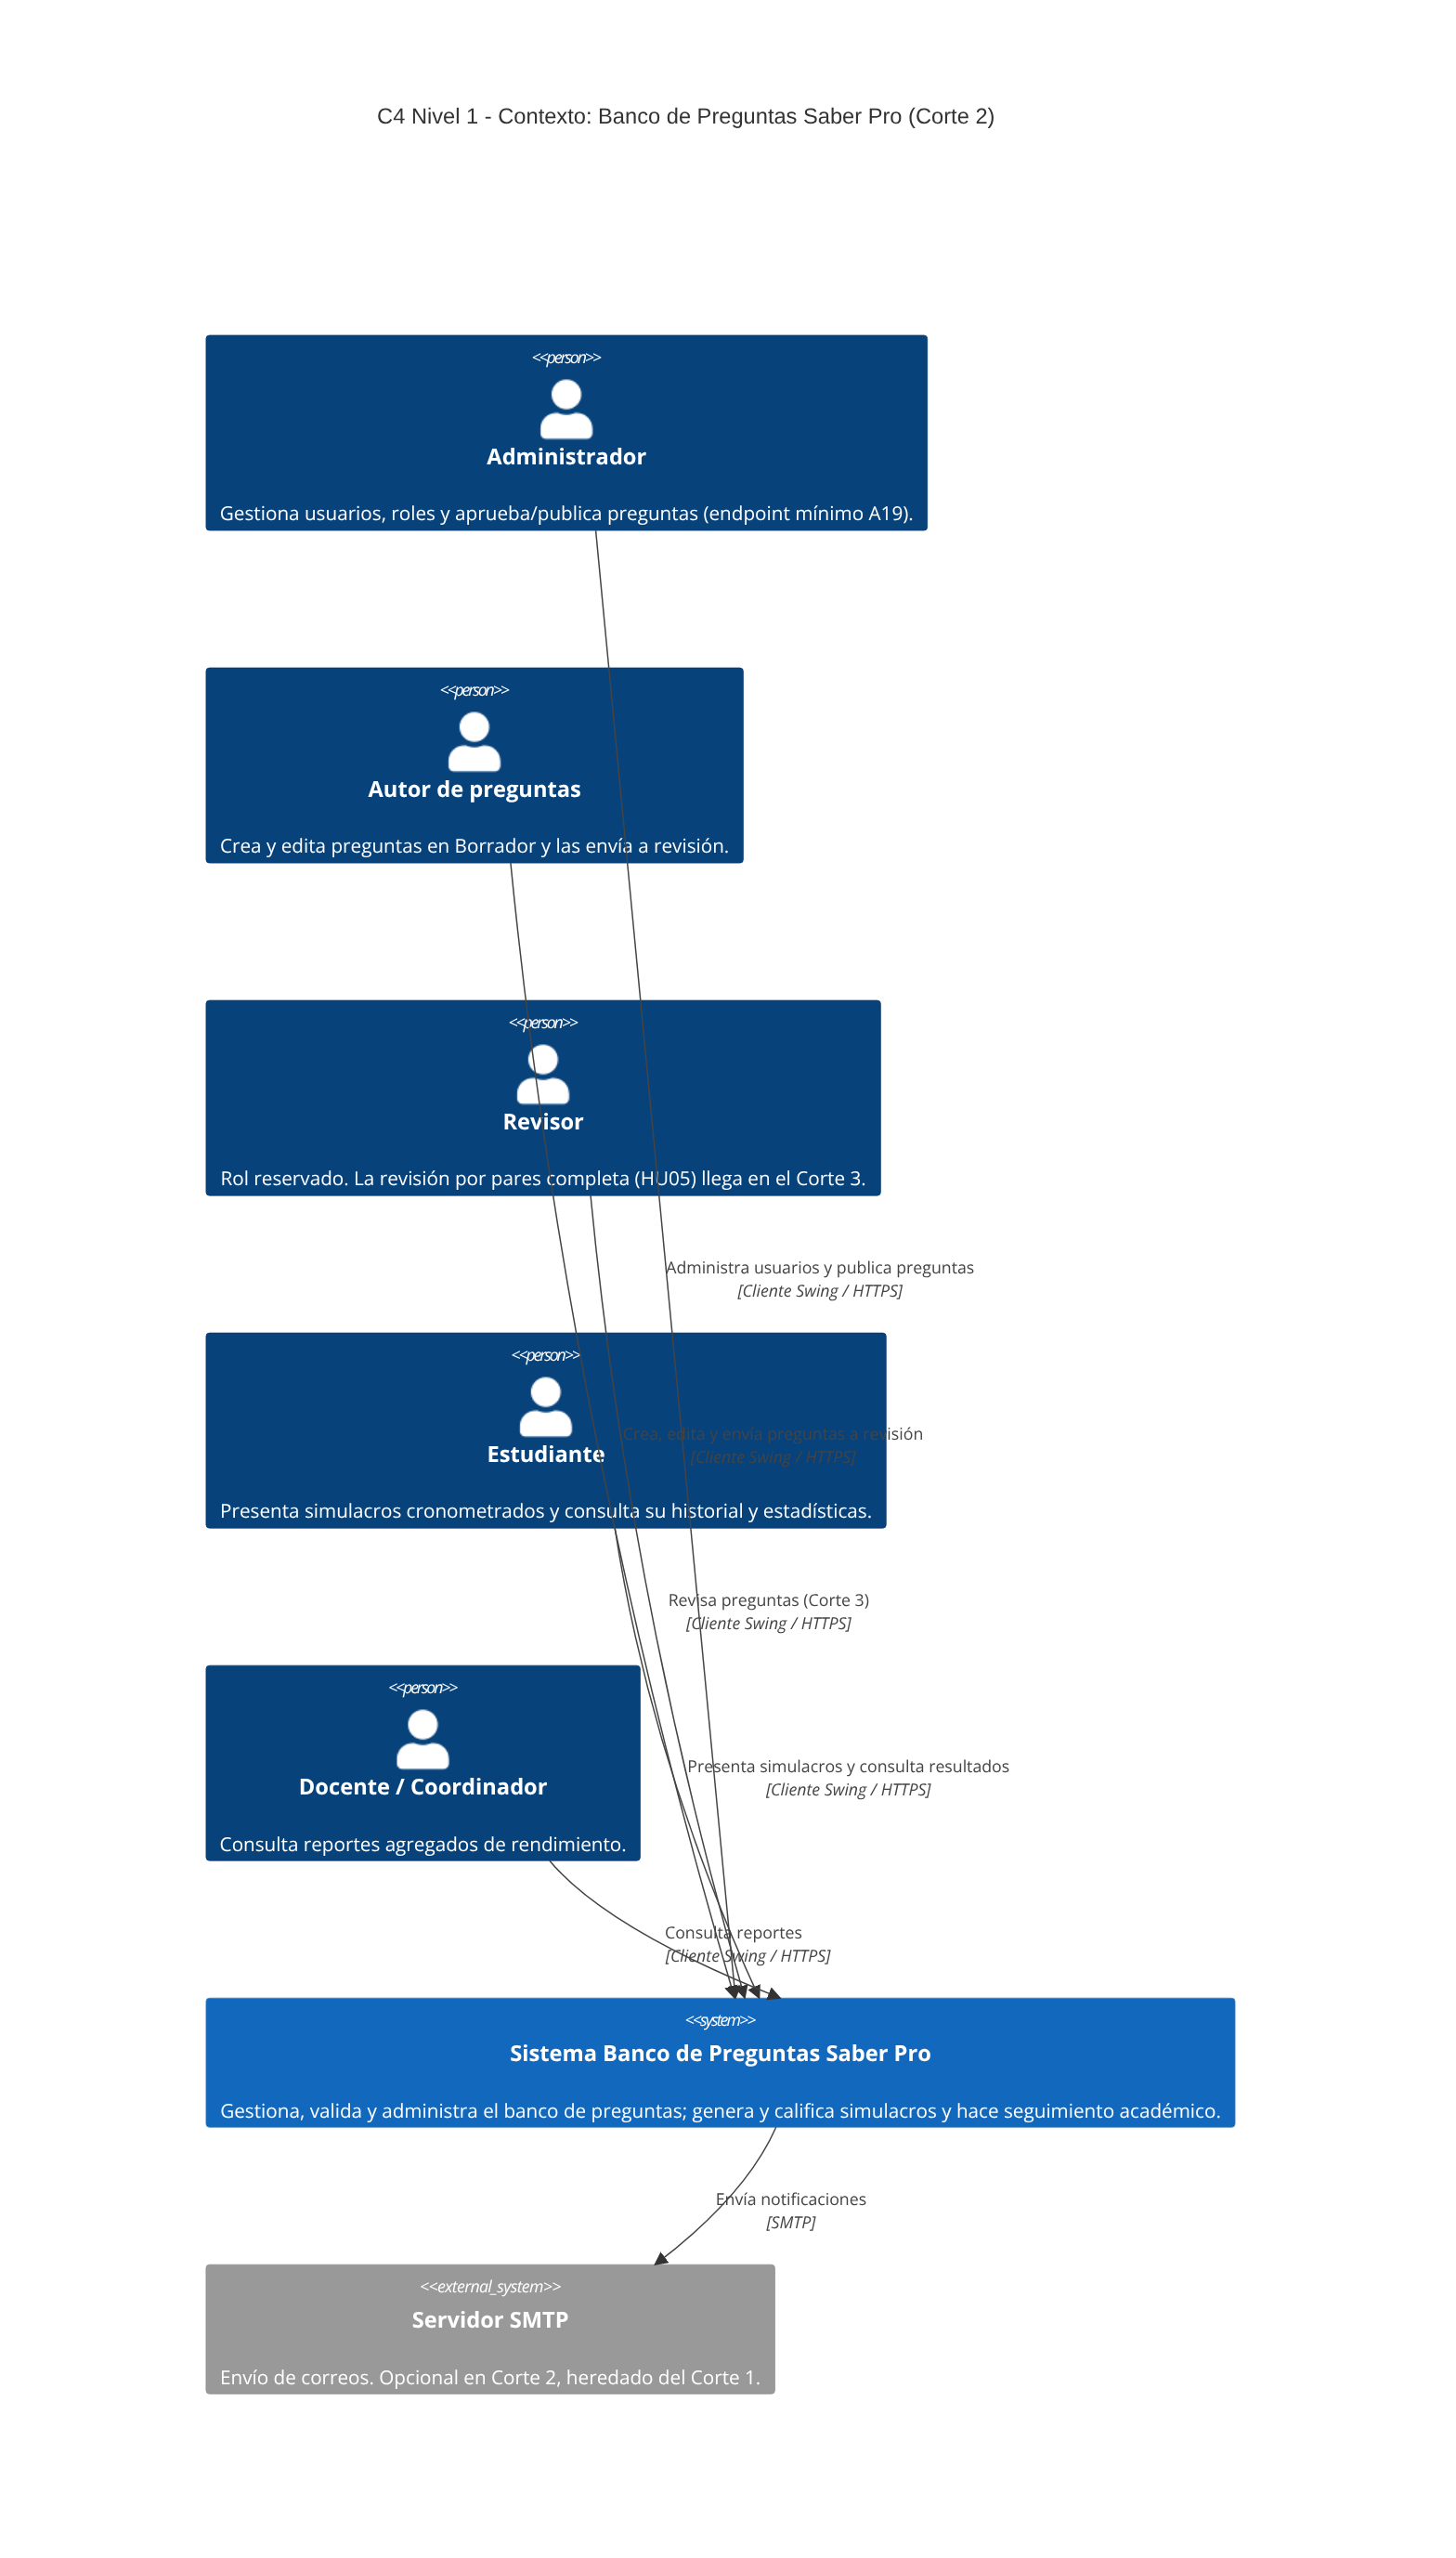 C4 Nivel 1 - Contexto: Banco de Preguntas Saber Pro (Corte 2)
<<person>>
Administrador
Gestiona usuarios, roles y aprueba/publica preguntas (endpoint mínimo A19).
<<person>>
Autor de preguntas
Crea y edita preguntas en Borrador y las envía a revisión.
<<person>>
Revisor
Rol reservado. La revisión por pares completa (HU05) llega en el Corte 3.
Administra usuarios y publica preguntas
[Cliente Swing / HTTPS]
<<person>>
Estudiante
Presenta simulacros cronometrados y consulta su historial y estadísticas.
Crea, edita y envía preguntas a revisión
[Cliente Swing / HTTPS]
Revisa preguntas (Corte 3)
[Cliente Swing / HTTPS]
<<person>>
Docente / Coordinador
Consulta reportes agregados de rendimiento.
Presenta simulacros y consulta resultados
[Cliente Swing / HTTPS]
Consulta reportes
[Cliente Swing / HTTPS]
<<system>>
Sistema Banco de Preguntas Saber Pro
Gestiona, valida y administra el banco de preguntas; genera y califica simulacros y hace seguimiento académico.
Envía notificaciones
[SMTP]
<<external_system>>
Servidor SMTP
Envío de correos. Opcional en Corte 2, heredado del Corte 1.